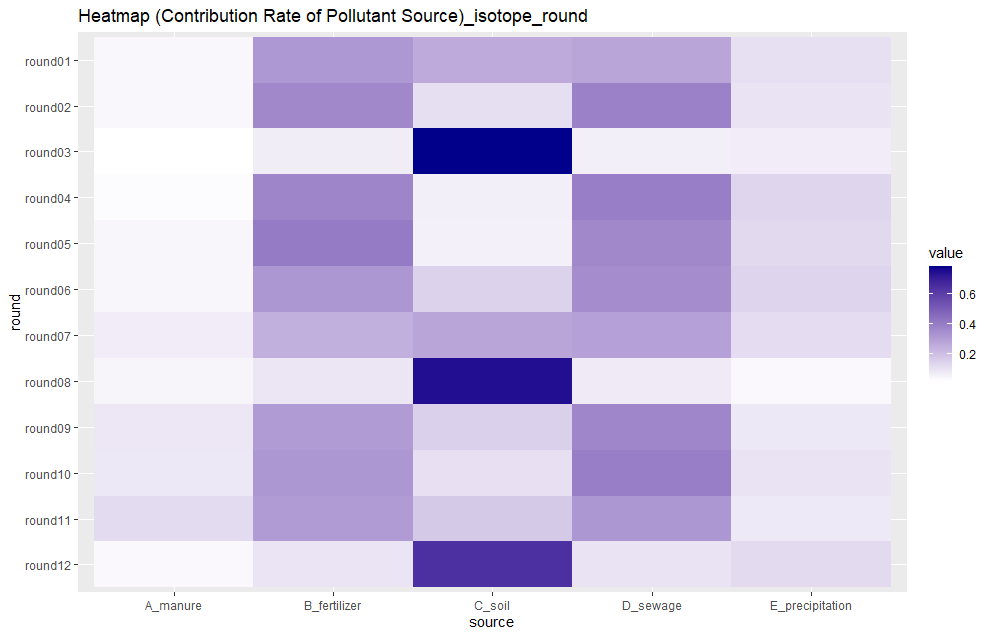 Heatmap (Contribution Rate of Pollutant Source)_isotope_round
round01
round02
round03
round04
round05
round06
round07
round08
round09
round10
round11
round12
round
A_manure B_fertilizer C_soil D_sewage E_precipitation
source
value
0.6
0.4
0.2